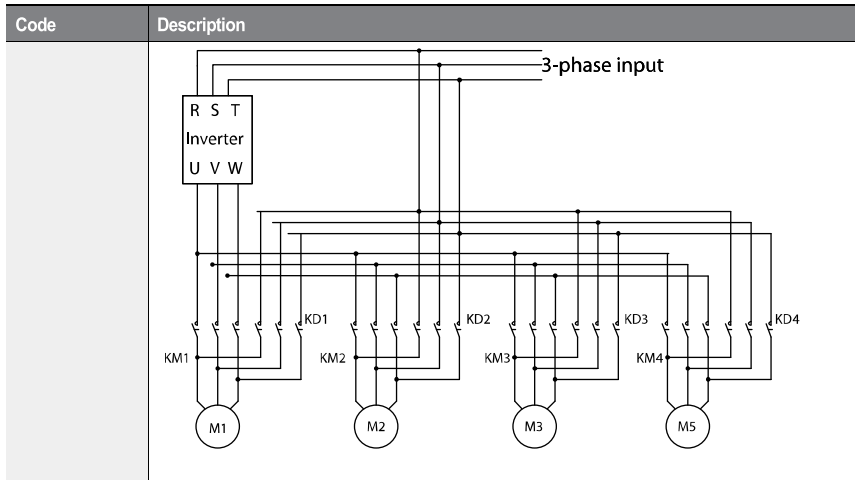 Code Description
3-phase input
R S T
Inverter
U V W
KD1 KD2 KD3 KD4
KM1 KM2 KM3 KM4
M1 M2 M3 M5